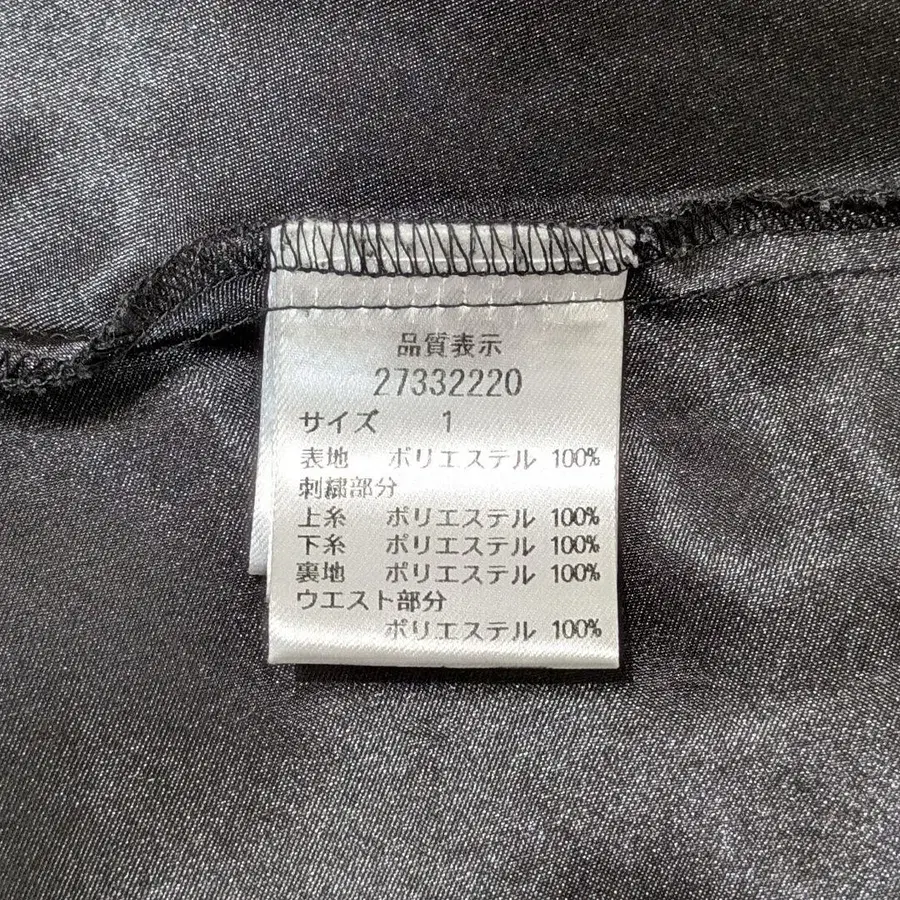 品質表示
27332220
サイズ 1
表地 ポリエステル 100%
刺繍部分
上糸 ポリエステル 100%
下糸 ポリエステル 100%
裏地 ポリエステル 100%
ウエスト部分
ポリエステル 100%